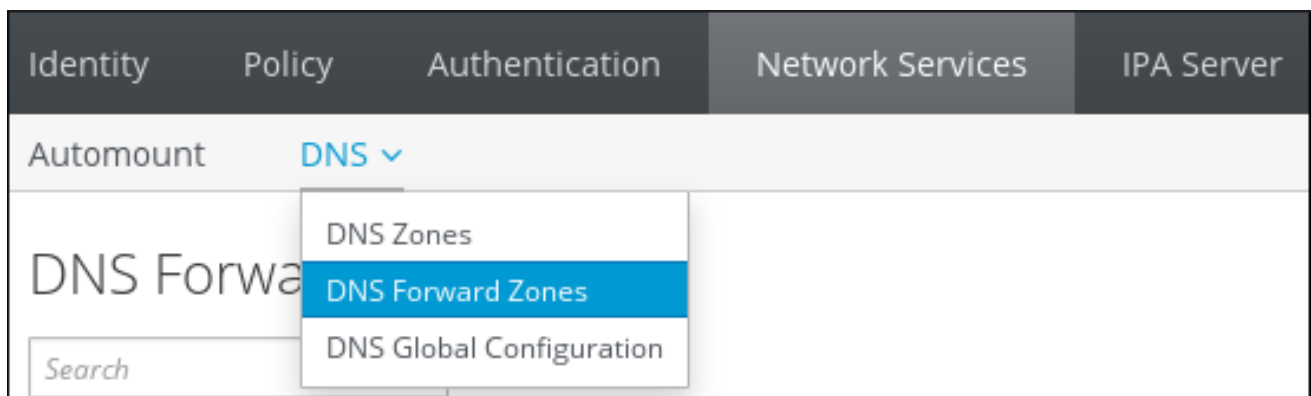 Identity Policy Authentication Network Services IPA Server
Automount DNS
DNS Zones
DNS Forwa
DNS Forward Zones
DNS Global Configuration
Search